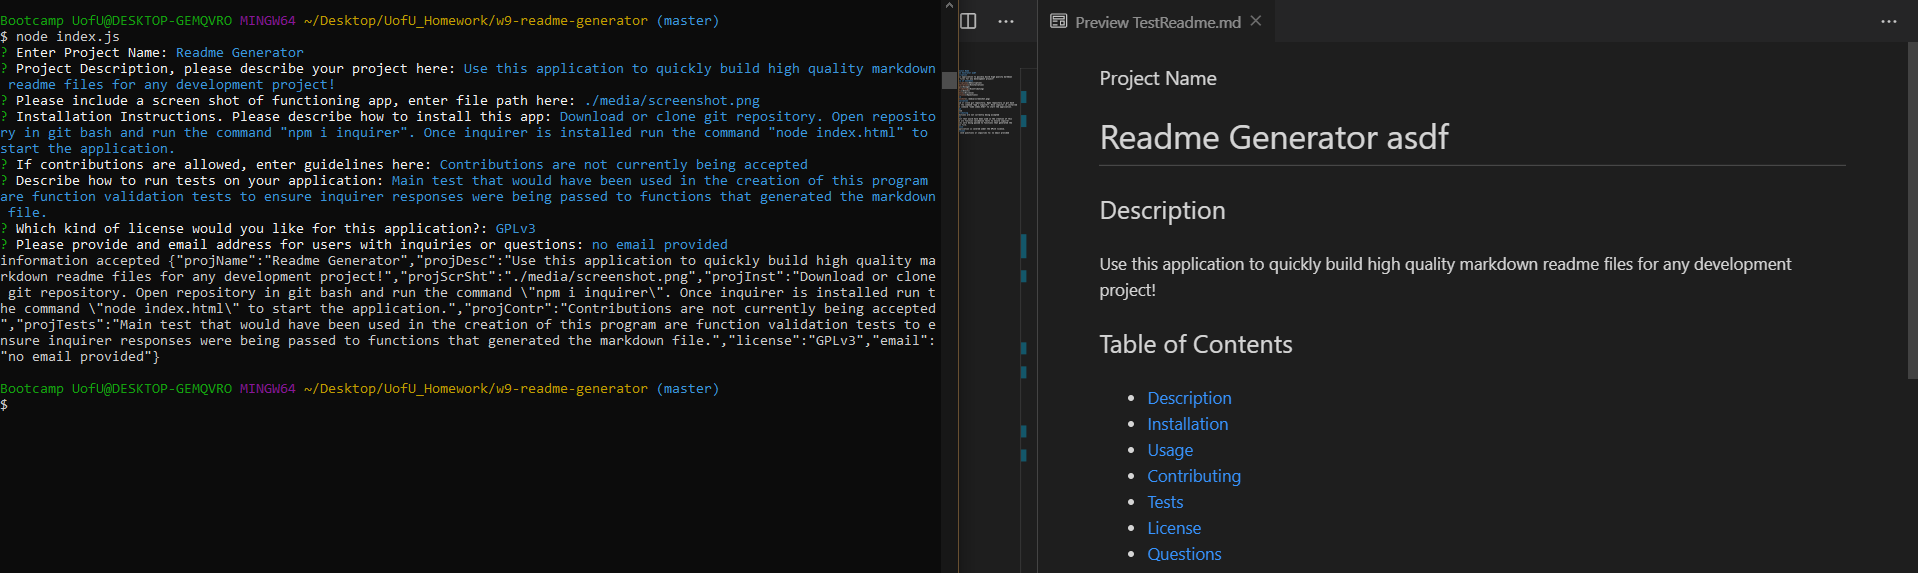 Bootcamp UofU@DESKTOP-GEMQVRO MINGW64 ~/Desktop/UofU_Homework/w9-readme-generator (master)
$ node index.js
? Enter Project Name: Readme Generator
? Project Description, please describe your project here: Use this application to quickly build high quality markdown
 readme files for any development project!
? Please include a screen shot of functioning app, enter file path here: ./media/screenshot.png
? Installation Instructions. Please describe how to install this app: Download or clone git repository. Open reposito
ry in git bash and run the command "npm i inquirer". Once inquirer is installed run the command "node index.html" to
start the application.
? If contributions are allowed, enter guidelines here: Contributions are not currently being accepted
? Describe how to run tests on your application: Main test that would have been used in the creation of this program
are function validation tests to ensure inquirer responses were being passed to functions that generated the markdown
 file.
? Which kind of license would you like for this application?: GPLv3
? Please provide and email address for users with inquiries or questions: no email provided
information accepted {"projName":"Readme Generator","projDesc":"Use this application to quickly build high quality ma
rkdown readme files for any development project!","projScrSht":"./media/screenshot.png","projInst":"Download or clone
 git repository. Open repository in git bash and run the command \"npm i inquirer\". Once inquirer is installed run t
he command \"node index.html\" to start the application.","projContr":"Contributions are not currently being accepted
","projTests":"Main test that would have been used in the creation of this program are function validation tests to e
nsure inquirer responses were being passed to functions that generated the markdown file.","license":"GPLv3","email":
"no email provided"}
Bootcamp UofU@DESKTOP-GEMQVRO MINGW64 ~/Desktop/UofU_Homework/w9-readme-generator (master)
$
Preview TestReadme.md
Project Name
Readme Generator asdf
Description
Use this application to quickly build high quality markdown readme files for any development
project!
Table of Contents
Description
Installation
Usage
Contributing
Tests
License
Questions